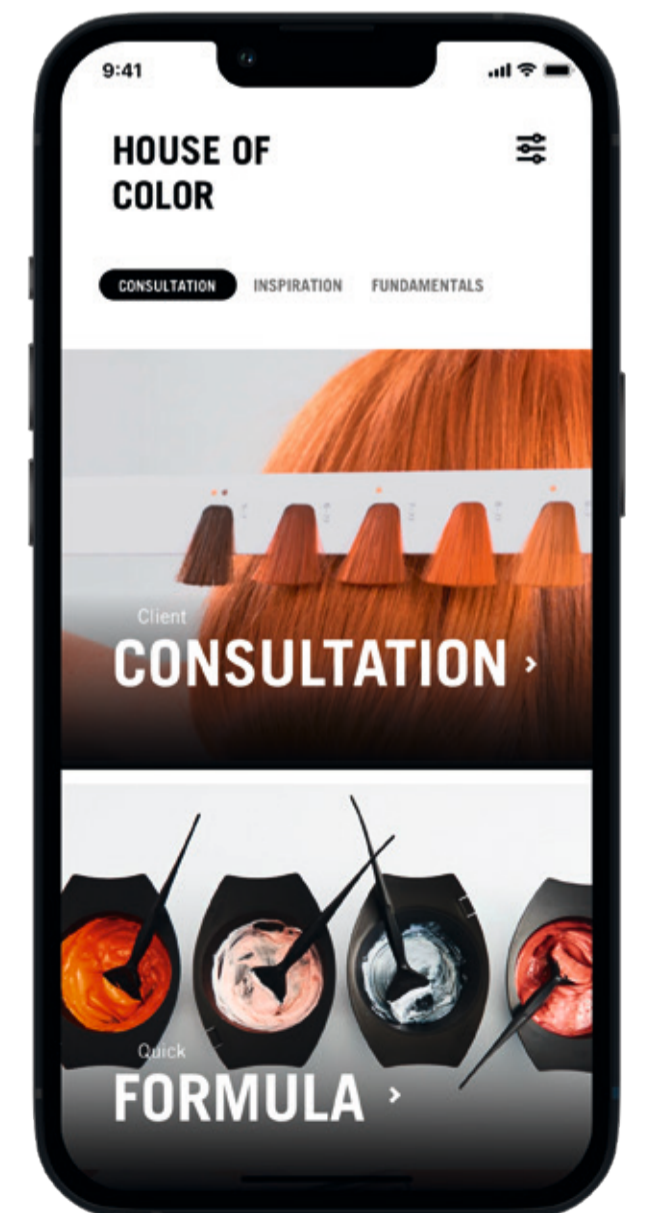 9:41
HOUSE OF
COLOR
CONSULTATION INSPIRATION FUNDAMENTALS
Client
CONSULTATION
Quick
FORMULA